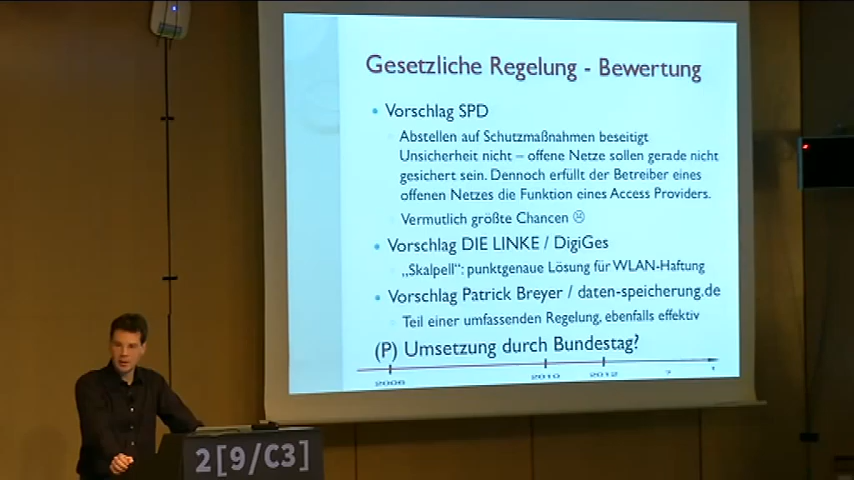 Gesetzliche Regelung - Bewertung
Vorschlag SPD
Abstellen auf Schutzmaßnahmen beseitigt
Unsicherheit nicht – offene Netze sollen gerade nicht
gesichert sein. Dennoch erfüllt der Betreiber eines
offenen Netzes die Funktion eines Access Providers.
Vermutlich größte Chancen ☹
Vorschlag DIE LINKE / DigiGes
„Skalpell“: punktgenaue Lösung für WLAN-Haftung
Vorschlag Patrick Breyer / daten-speicherung.de
Teil einer umfassenden Regelung, ebenfalls effektiv
(P) Umsetzung durch Bundestag?
2006 2010 2012 ?
2[9/C3]